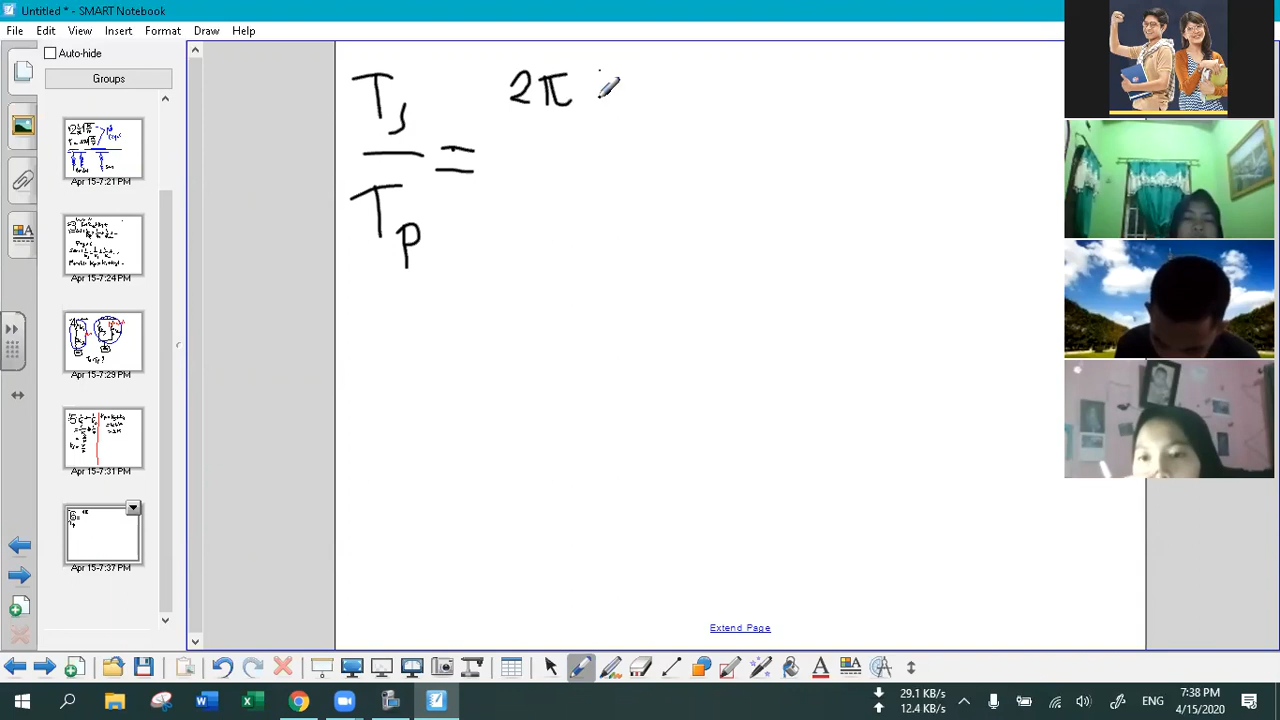 Untitled * - SMART Notebook
File Edit View Insert Format Draw Help
Auto-hide
Groups
Apr 15-7:21 PM
Apr 15-7:24 PM
Apr 15-7:29 PM
Apr 15-7:31 PM
Apr 15-7:37 PM
Ts 2π
=
Tp
Extend Page
29.1 KB/s
12.4 KB/s
ENG
7:38 PM
4/15/2020